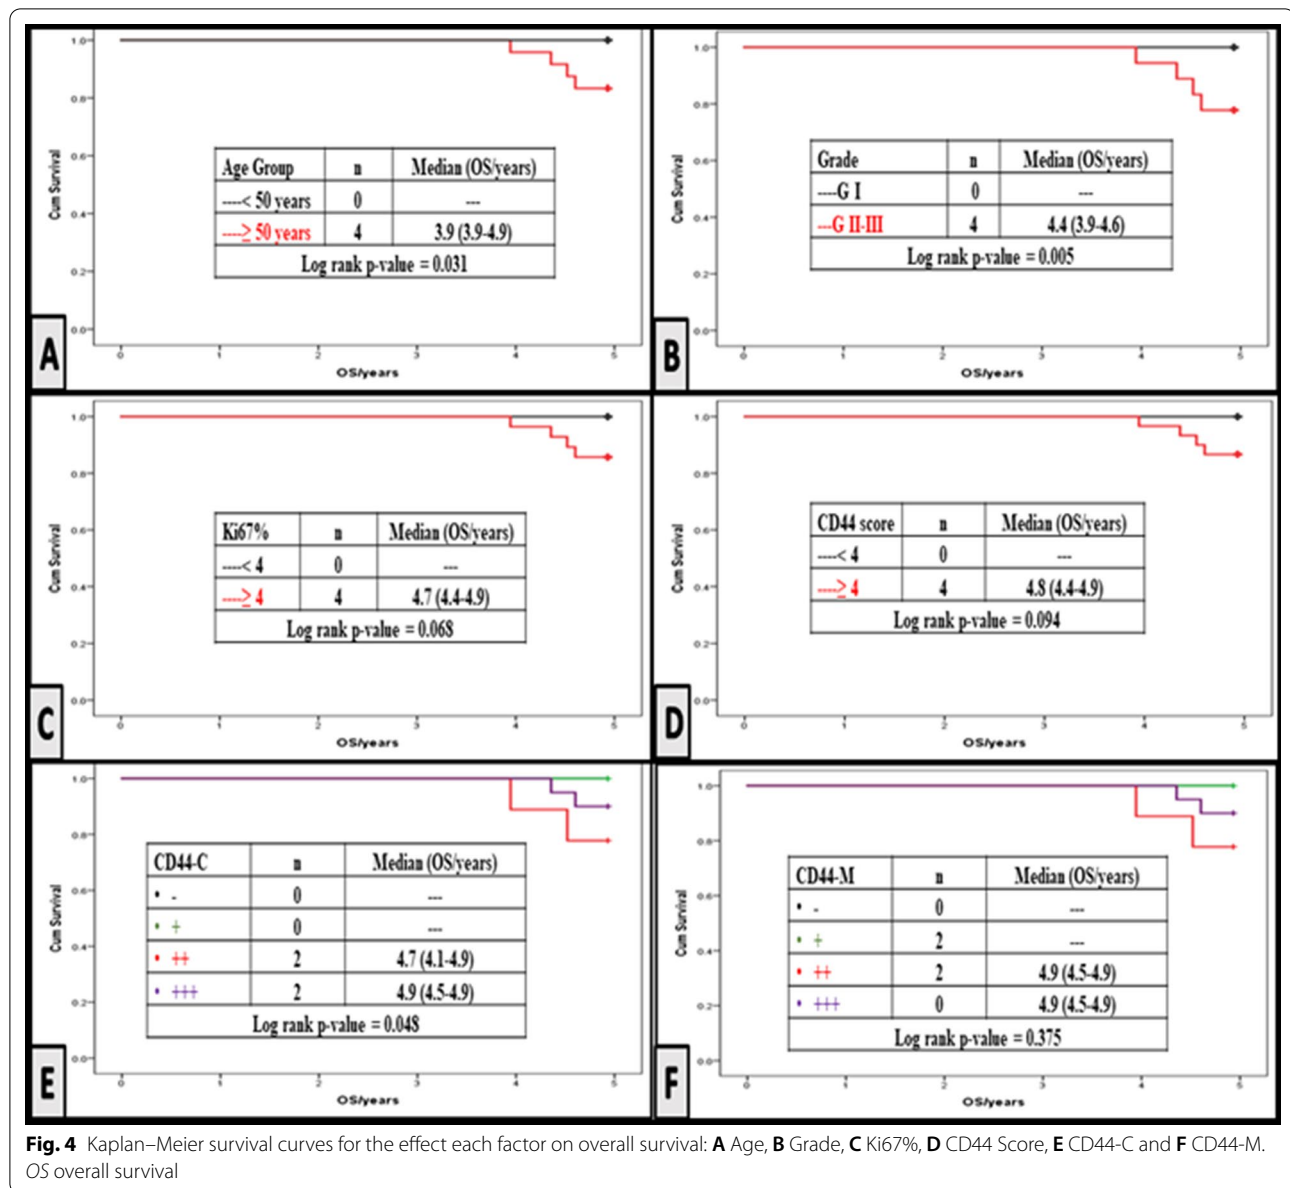 1.0
0.8
0.6
0.4
0.2
0.0
Cum Survival
Age Group n Median (OS/years)
----< 50 years 0 ---
----≥ 50 years 4 3.9 (3.9-4.9)
Log rank p-value = 0.031
0 1 2 3 4 5
OS/years
A
1.0
0.8
0.6
0.4
0.2
0.0
Cum Survival
Grade n Median (OS/years)
----G I 0 ---
---G II-III 4 4.4 (3.9-4.6)
Log rank p-value = 0.005
0 1 2 3 4 5
OS/years
B
1.0
0.8
0.6
0.4
0.2
0.0
Cum Survival
Ki67% n Median (OS/years)
----< 4 0 ---
----≥ 4 4 4.7 (4.4-4.9)
Log rank p-value = 0.068
0 1 2 3 4 5
OS/years
C
1.0
0.8
0.6
0.4
0.2
0.0
Cum Survival
CD44 score n Median (OS/years)
----< 4 0 ---
----≥ 4 4 4.8 (4.4-4.9)
Log rank p-value = 0.094
0 1 2 3 4 5
OS/years
D
1.0
0.8
0.6
0.4
0.2
0.0
Cum Survival
CD44-C n Median (OS/years)
• - 0 ---
• + 0 ---
• ++ 2 4.7 (4.1-4.9)
• +++ 2 4.9 (4.5-4.9)
Log rank p-value = 0.048
0 1 2 3 4 5
OS/years
E
1.0
0.8
0.6
0.4
0.2
0.0
Cum Survival
CD44-M n Median (OS/years)
• - 0 ---
• + 2 ---
• ++ 2 4.9 (4.5-4.9)
• +++ 0 4.9 (4.5-4.9)
Log rank p-value = 0.375
0 1 2 3 4 5
OS/years
F
Fig. 4 Kaplan–Meier survival curves for the effect each factor on overall survival: A Age, B Grade, C Ki67%, D CD44 Score, E CD44-C and F CD44-M.
OS overall survival